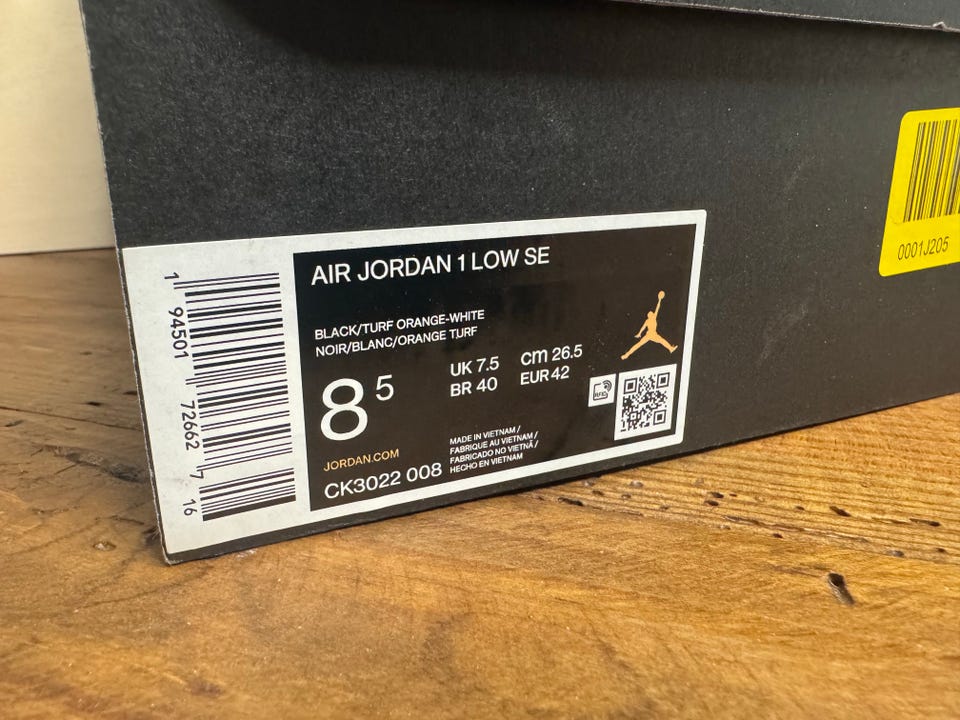 AIR JORDAN 1 LOW SE
BLACK/TURF ORANGE-WHITE
NOIR/BLANC/ORANGE TURF
8 5
UK 7.5
BR 40
cm 26.5
EUR 42
RFID
JORDAN.COM
CK3022 008
MADE IN VIETNAM /
FABRIQUE AU VIETNAM /
FABRICADO NO VIETNÃ /
HECHO EN VIETNAM
1 94501 72662 7 16
0001J205